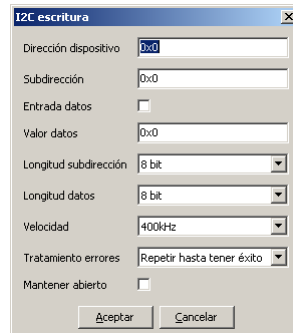 I2C escritura
Dirección dispositivo 0x0
Subdirección 0x0
Entrada datos
Valor datos 0x0
Longitud subdirección 8 bit
Longitud datos 8 bit
Velocidad 400kHz
Tratamiento errores Repetir hasta tener éxito
Mantener abierto
Aceptar Cancelar